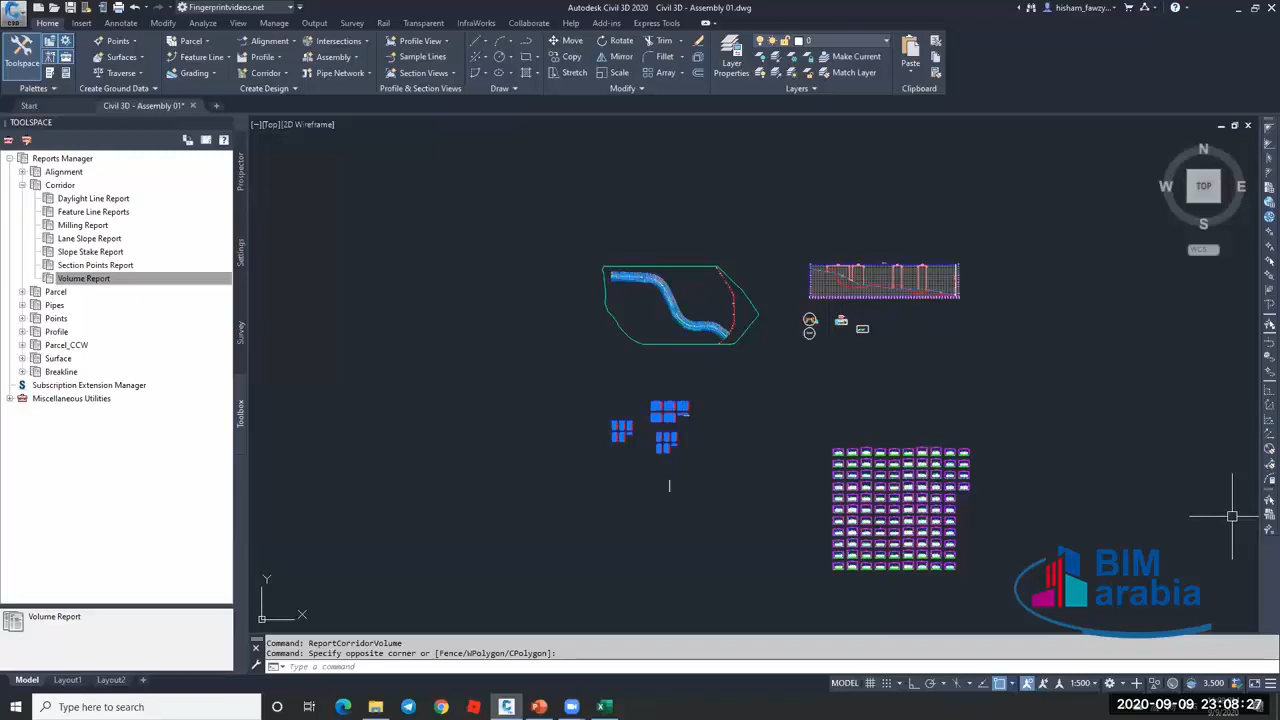 Fingerprintvideos.net
Autodesk Civil 3D 2020 Civil 3D - Assembly 01.dwg
hisham_fawzy...
Home Insert Annotate Modify Analyze View Manage Output Survey Rail Transparent InfraWorks Collaborate Help Add-ins Express Tools
Toolspace
Points
Surfaces
Traverse
Parcel
Feature Line
Grading
Alignment
Profile
Corridor
Intersections
Assembly
Pipe Network
Profile View
Sample Lines
Section Views
Move
Copy
Stretch
Rotate
Mirror
Scale
Trim
Fillet
Array
Layer
Properties
0
Make Current
Match Layer
Paste
Palettes Create Ground Data Create Design Profile & Section Views Draw Modify Layers Clipboard
Start Civil 3D - Assembly 01*
TOOLSPACE
[−][Top][2D Wireframe]
Reports Manager
Alignment
Corridor
Daylight Line Report
Feature Line Reports
Milling Report
Lane Slope Report
Slope Stake Report
Section Points Report
Volume Report
Parcel
Pipes
Points
Profile
Parcel_CCW
Surface
Breakline
Subscription Extension Manager
Miscellaneous Utilities
Prospector
Settings
Survey
Toolbox
N
W TOP E
S
WCS
Y
X
BIM
arabia
Volume Report
Command: ReportCorridorVolume
Command: Specify opposite corner or [Fence/WPolygon/CPolygon]:
Type a command
Model Layout1 Layout2
MODEL 1:500 3.500
Type here to search
2020-09-09 23:08:27